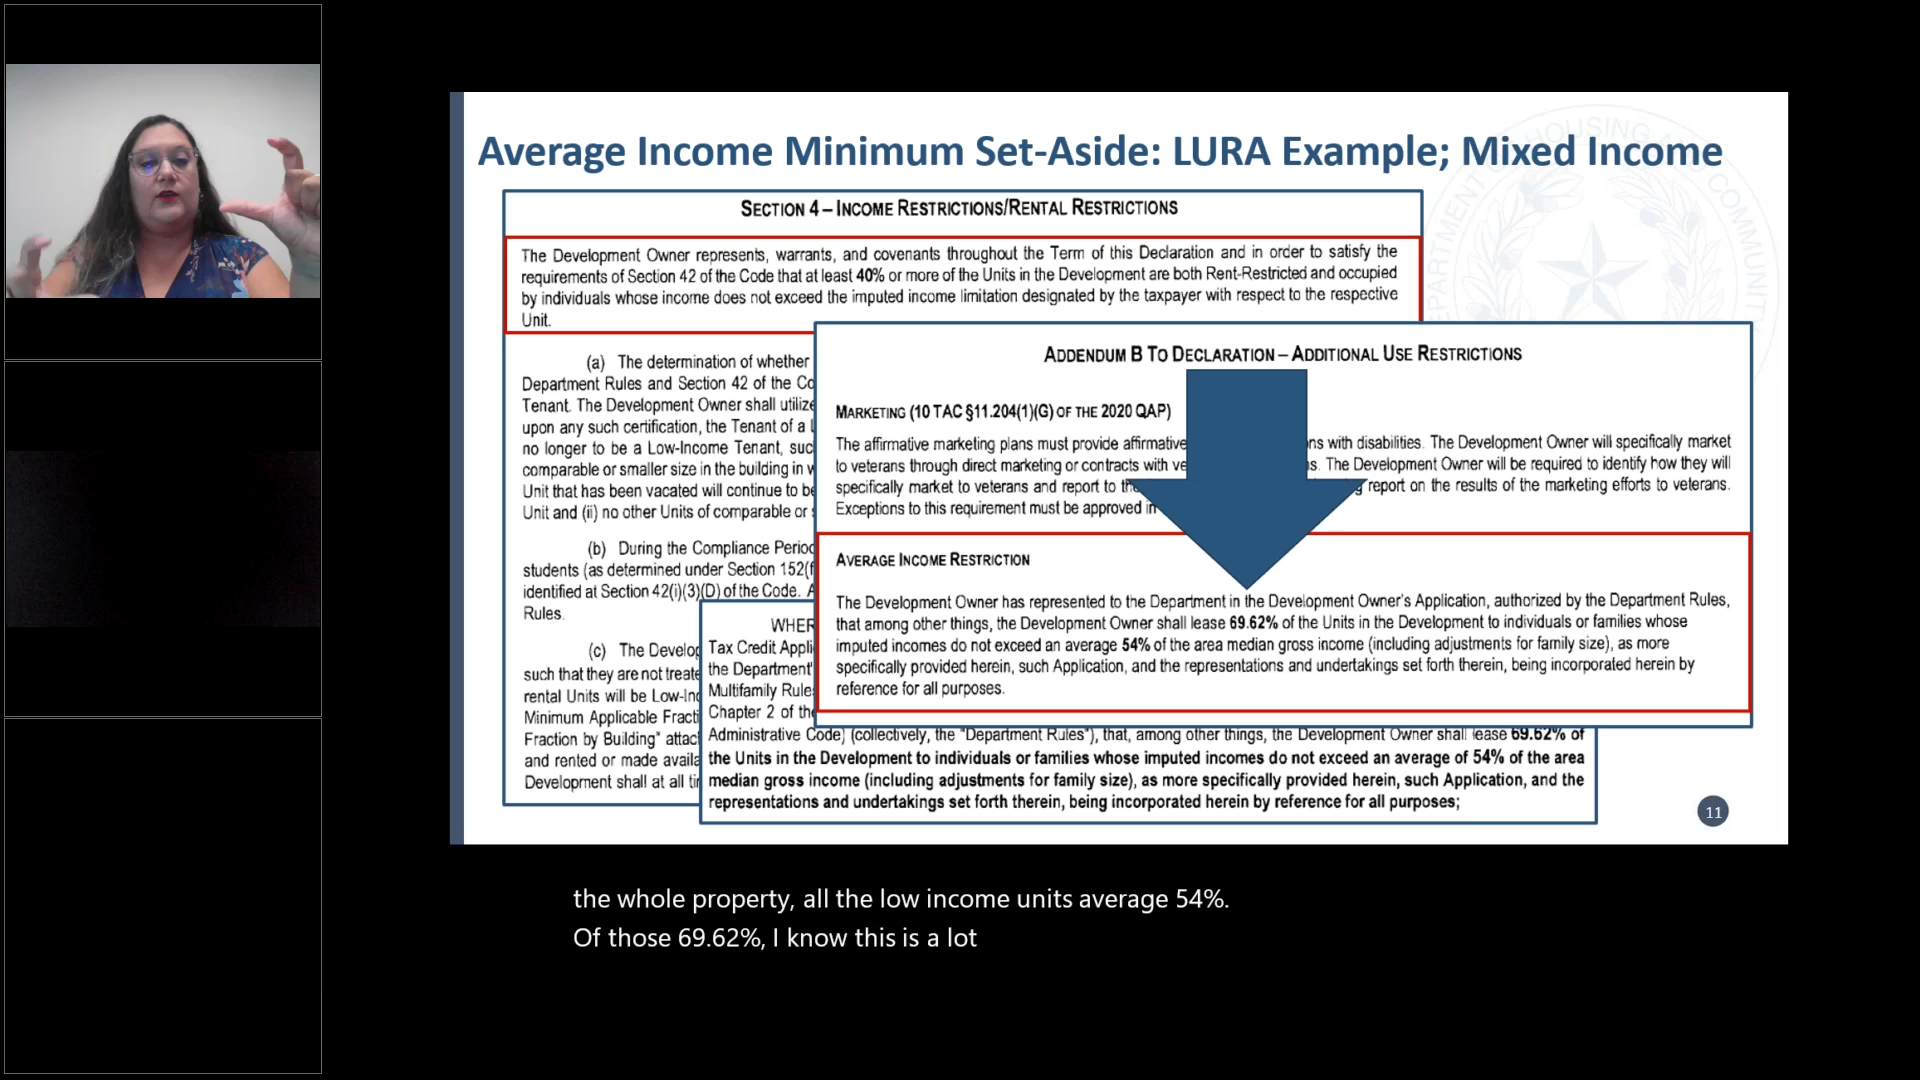 Average Income Minimum Set-Aside: LURA Example; Mixed Income
SECTION 4 – INCOME RESTRICTIONS/RENTAL RESTRICTIONS
The Development Owner represents, warrants, and covenants throughout the Term of this Declaration and in order to satisfy the
requirements of Section 42 of the Code that at least 40% or more of the Units in the Development are both Rent-Restricted and occupied
by individuals whose income does not exceed the imputed income limitation designated by the taxpayer with respect to the respective
Unit.
(a) The determination of whether
Department Rules and Section 42 of the Co
Tenant. The Development Owner shall utilize
upon any such certification, the Tenant of a
no longer to be a Low-Income Tenant, suc
comparable or smaller size in the building in w
Unit that has been vacated will continue to be
Unit and (ii) no other Units of comparable or
(b) During the Compliance Period
students (as determined under Section 152(f
identified at Section 42(i)(3)(D) of the Code. A
Rules.
(c) The Develop
such that they are not treate
rental Units will be Low-Inc
Minimum Applicable Fracti
Fraction by Building" attac
and rented or made availa
Development shall at all ti
ADDENDUM B TO DECLARATION – ADDITIONAL USE RESTRICTIONS
MARKETING (10 TAC §11.204(1)(G) OF THE 2020 QAP)
The affirmative marketing plans must provide affirmative ns with disabilities. The Development Owner will specifically market
to veterans through direct marketing or contracts with ve s. The Development Owner will be required to identify how they will
specifically market to veterans and report to the g report on the results of the marketing efforts to veterans.
Exceptions to this requirement must be approved in
AVERAGE INCOME RESTRICTION
The Development Owner has represented to the Department in the Development Owner's Application, authorized by the Department Rules,
that among other things, the Development Owner shall lease 69.62% of the Units in the Development to individuals or families whose
imputed incomes do not exceed an average 54% of the area median gross income (including adjustments for family size), as more
specifically provided herein, such Application, and the representations and undertakings set forth therein, being incorporated herein by
reference for all purposes.
WHER
Tax Credit Appli
the Department'
Multifamily Rule
Chapter 2 of the
Administrative Code) (collectively, the "Department Rules"), that, among other things, the Development Owner shall lease 69.62% of
the Units in the Development to individuals or families whose imputed incomes do not exceed an average of 54% of the area
median gross income (including adjustments for family size), as more specifically provided herein, such Application, and the
representations and undertakings set forth therein, being incorporated herein by reference for all purposes;
11
the whole property, all the low income units average 54%.
Of those 69.62%, I know this is a lot